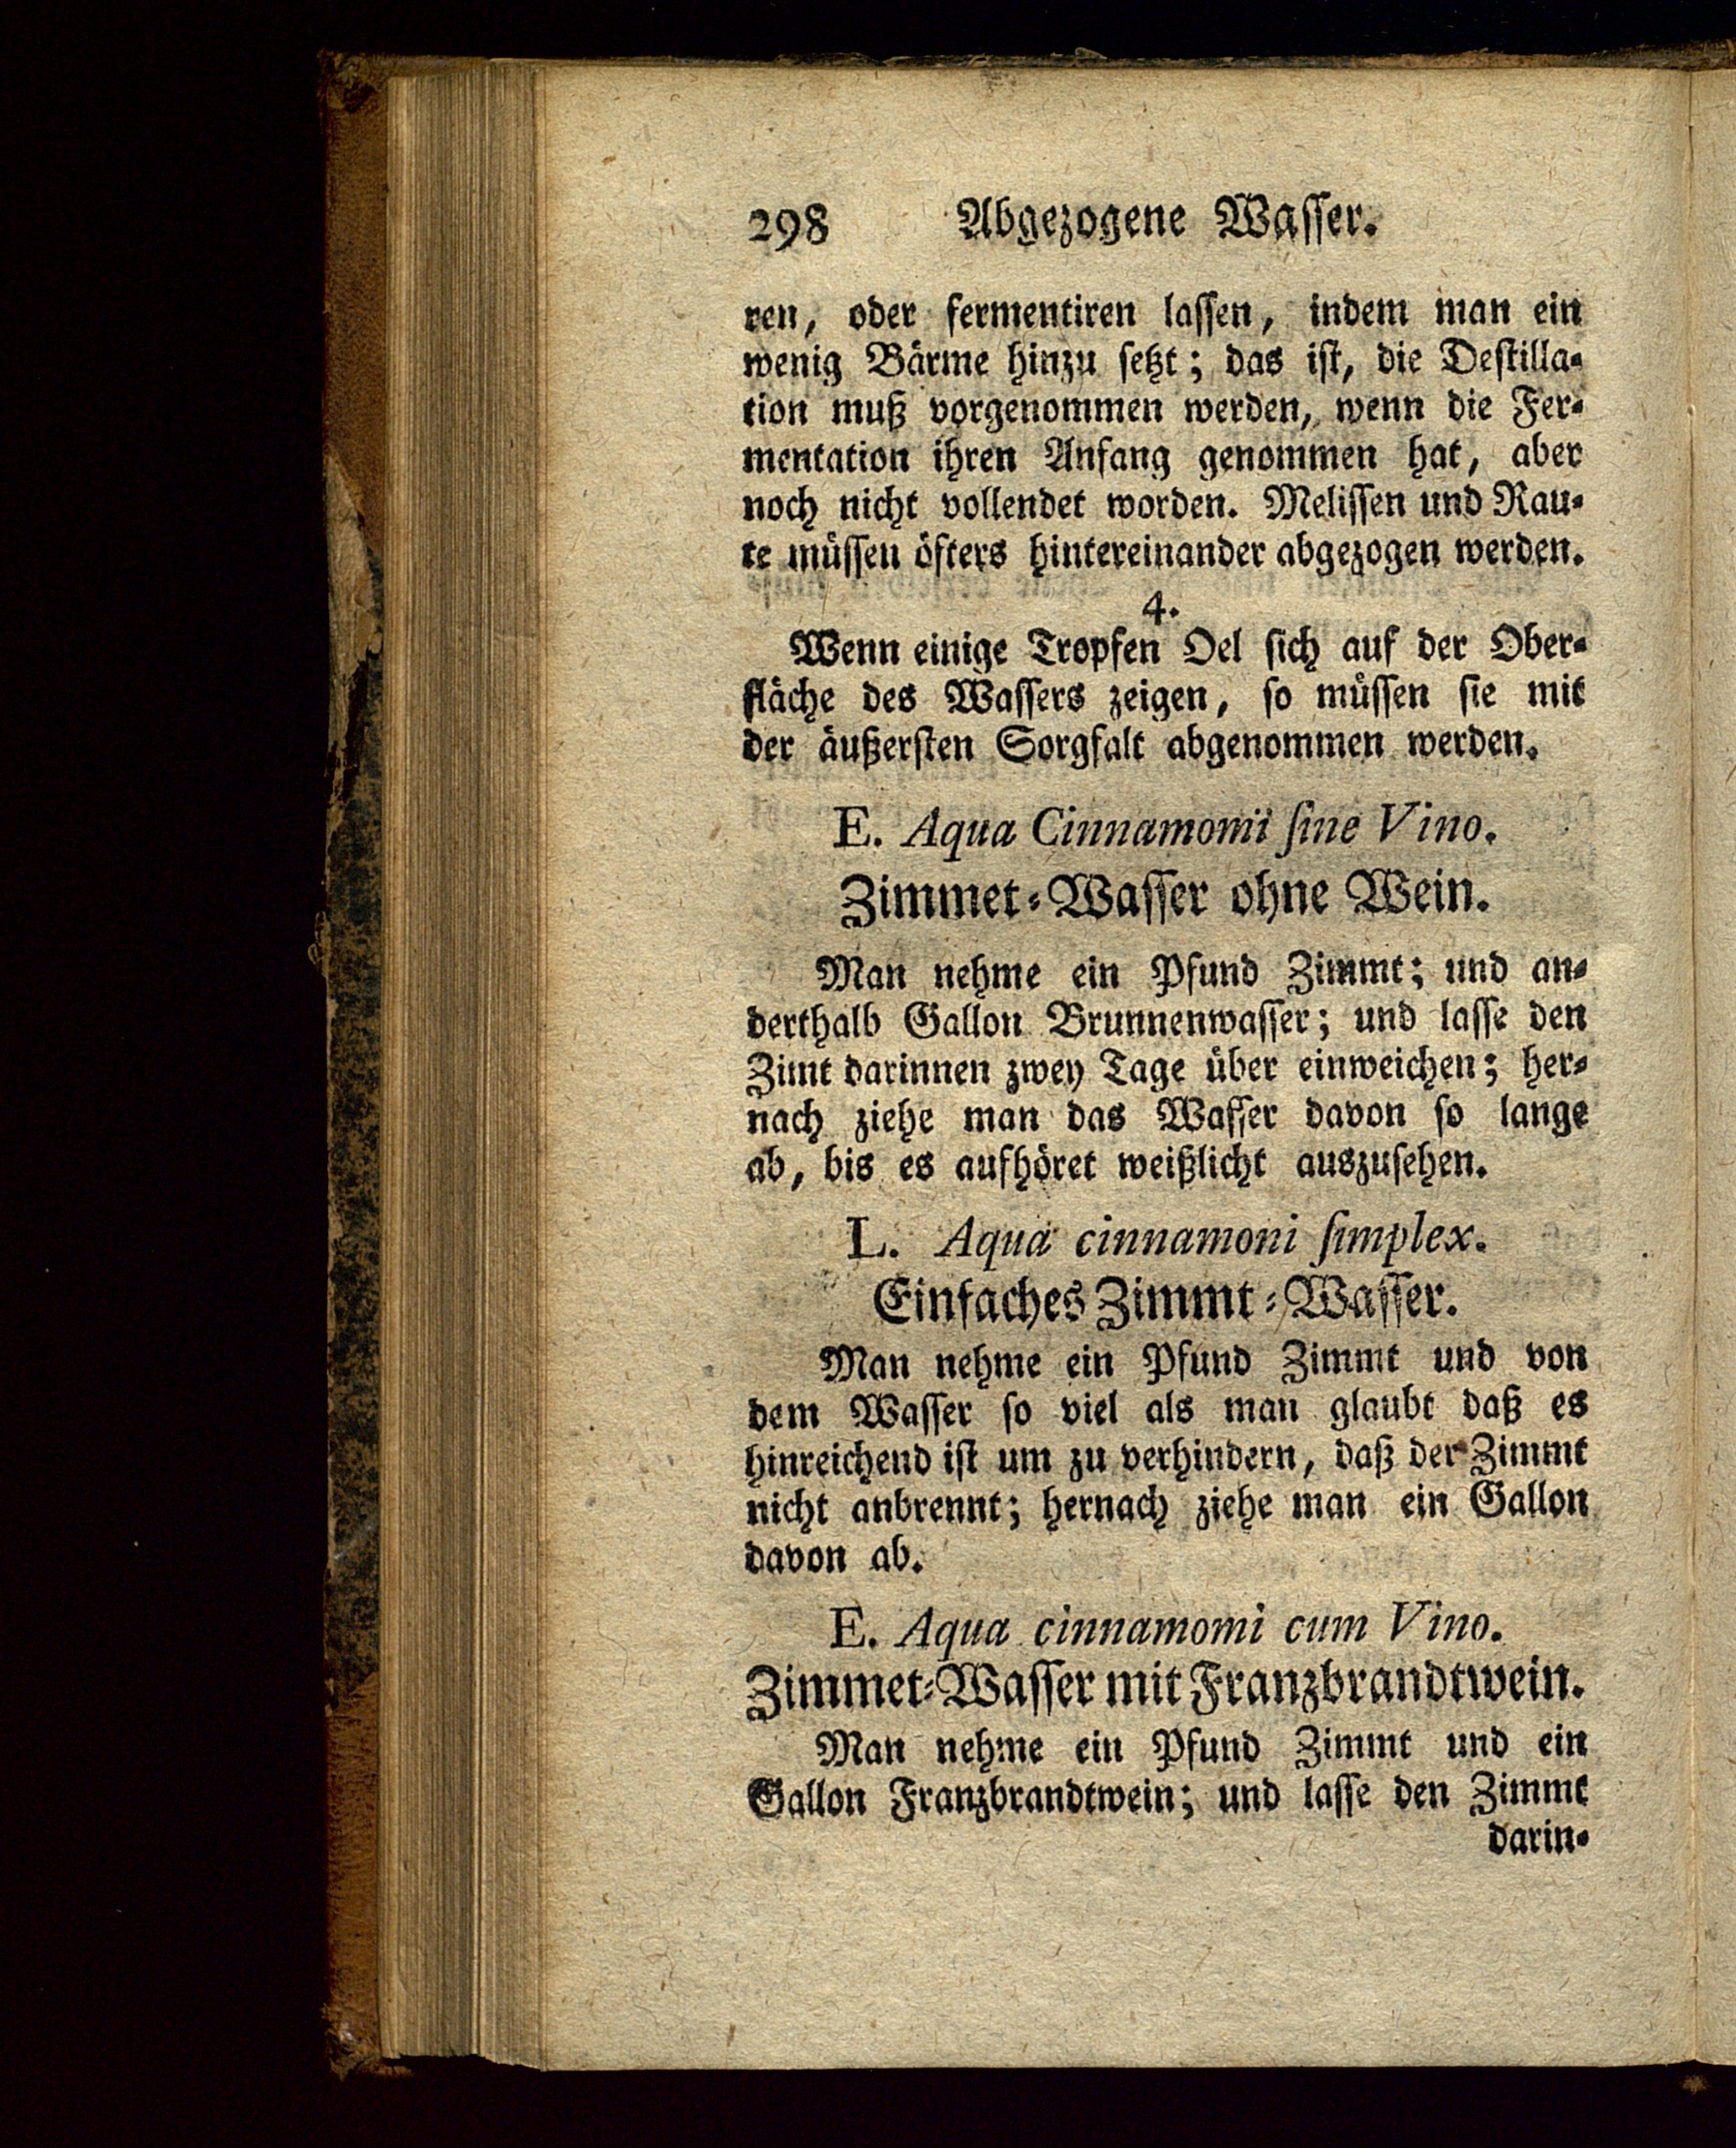 298 Abgezogene Wasser.
ren, oder fermentiren lassen, indem man ein
wenig Bärme hinzu setzt; das ist, die Destilla-
tion muß vorgenommen werden, wenn die Fer-
mentation ihren Anfang genommen hat, aber
noch nicht vollendet worden. Melissen und Rau-
te müssen öfters hintereinander abgezogen werden.
4.
Wenn einige Tropfen Oel sich auf der Ober-
fläche des Wassers zeigen, so müssen sie mit
der äußersten Sorgfalt abgenommen werden.
E. Aqua Cinnamomi ſine Vino.
Zimmet-Wasser ohne Wein.
Man nehme ein Pfund Zimmt; und an-
derthalb Gallon Brunnenwasser; und lasse den
Zimt darinnen zwey Tage über einweichen; her-
nach ziehe man das Wasser davon so lange
ab, bis es aufhöret weißlicht auszusehen.
L. Aqua cinnamoni ſimplex.
Einfaches Zimmt-Wasser.
Man nehme ein Pfund Zimmt und von
dem Wasser so viel als man glaubt daß es
hinreichend ist um zu verhindern, daß der Zimmt
nicht anbrennt; hernach ziehe man ein Gallon
davon ab.
E. Aqua cinnamomi cum Vino.
Zimmet-Wasser mit Franzbrandtwein.
Man nehme ein Pfund Zimmt und ein
Gallon Franzbrandtwein; und lasse den Zimmt
darin-